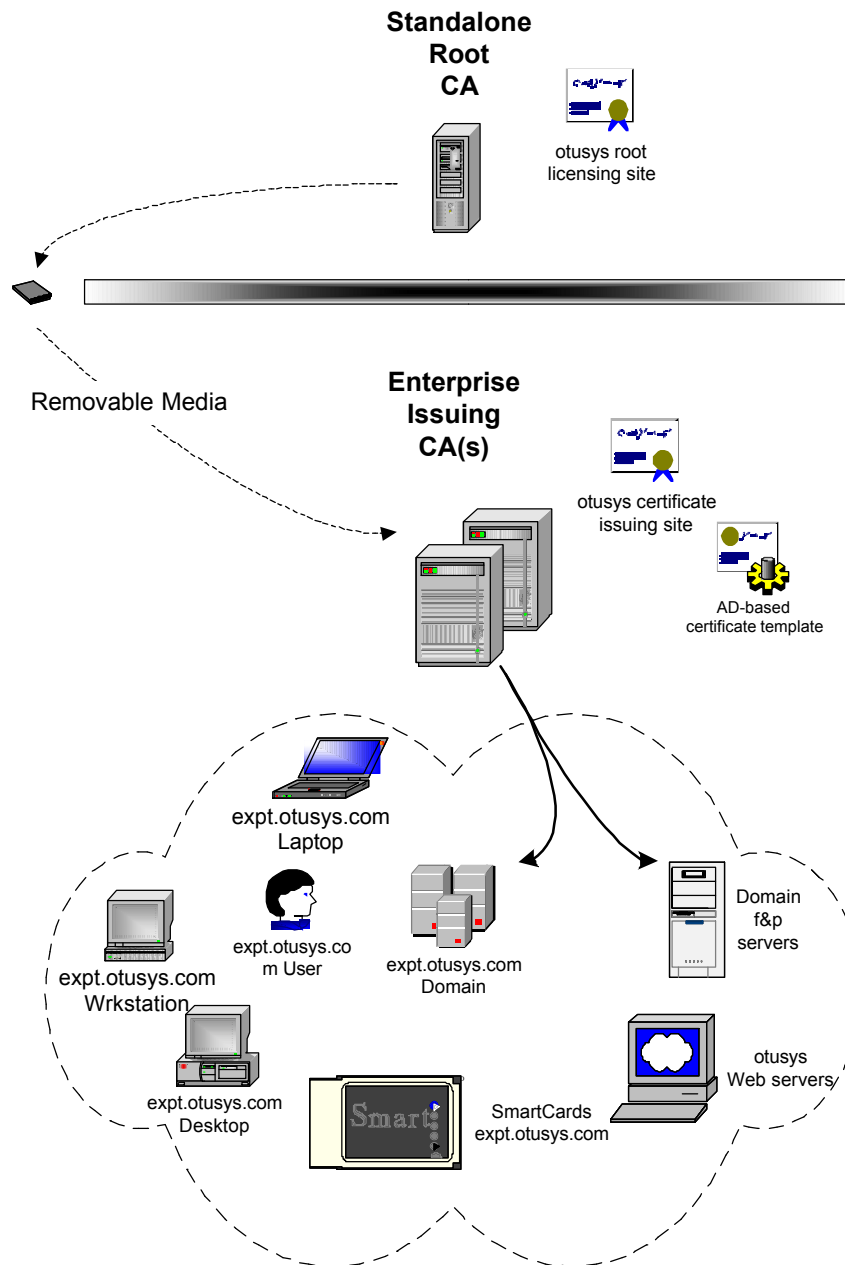 Standalone
Root
CA
otusys root
licensing site
Removable Media
Enterprise
Issuing
CA(s)
otusys certificate
issuing site
AD-based
certificate template
expt.otusys.com
Laptop
expt.otusys.co
m User
expt.otusys.com
Wrkstation
expt.otusys.com
Domain
Domain
f&p
servers
expt.otusys.com
Desktop
Smart
SmartCards
expt.otusys.com
otusys
Web servers